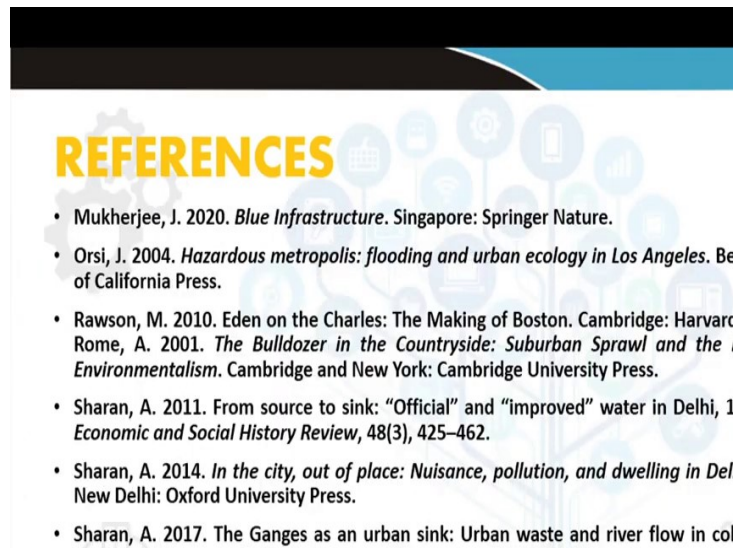 REFERENCES
• Mukherjee, J. 2020. Blue Infrastructure. Singapore: Springer Nature.
• Orsi, J. 2004. Hazardous metropolis: flooding and urban ecology in Los Angeles. Be
of California Press.
• Rawson, M. 2010. Eden on the Charles: The Making of Boston. Cambridge: Harvard
Rome, A. 2001. The Bulldozer in the Countryside: Suburban Sprawl and the
Environmentalism. Cambridge and New York: Cambridge University Press.
• Sharan, A. 2011. From source to sink: “Official” and “improved” water in Delhi, 1
Economic and Social History Review, 48(3), 425–462.
• Sharan, A. 2014. In the city, out of place: Nuisance, pollution, and dwelling in Del
New Delhi: Oxford University Press.
• Sharan, A. 2017. The Ganges as an urban sink: Urban waste and river flow in col